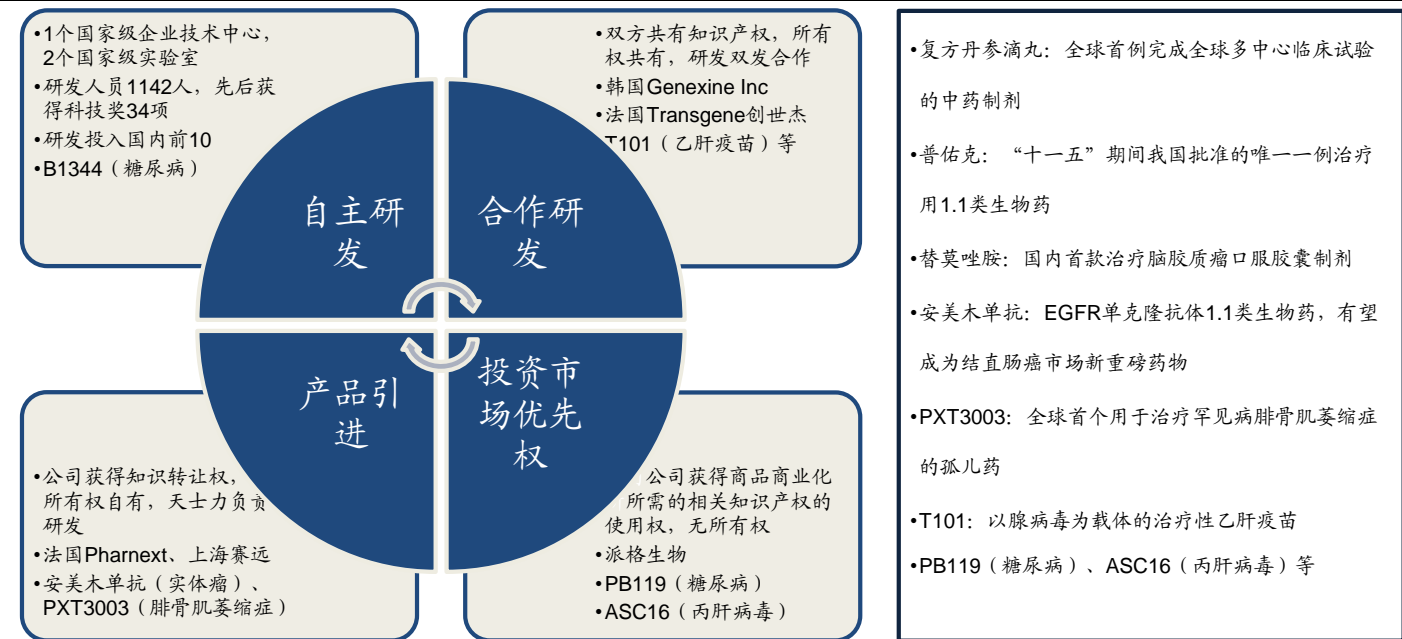 •1个国家级企业技术中心，
2个国家级实验室
•研发人员1142人，先后获
得科技奖34项
•研发投入国内前10
•B1344（糖尿病）
•双方共有知识产权，所有
权共有，研发双发合作
•韩国Genexine Inc
•法国Transgene创世杰
T101（乙肝疫苗）等
自主研
发
合作研
发
产品引
进
投资市
场优先
权
•公司获得知识转让权，
所有权自有，天士力负责
研发
•法国Pharnext、上海赛远
•安美木单抗（实体瘤）、
PXT3003（腓骨肌萎缩症）
公司获得商品商业化
所需的相关知识产权的
使用权，无所有权
•派格生物
•PB119（糖尿病）
•ASC16（丙肝病毒）
•复方丹参滴丸：全球首例完成全球多中心临床试验
的中药制剂
•普佑克：“十一五”期间我国批准的唯一一例治疗
用1.1类生物药
•替莫唑胺：国内首款治疗脑胶质瘤口服胶囊制剂
•安美木单抗：EGFR单克隆抗体1.1类生物药，有望
成为结直肠癌市场新重磅药物
•PXT3003：全球首个用于治疗罕见病腓骨肌萎缩症
的孤儿药
•T101：以腺病毒为载体的治疗性乙肝疫苗
•PB119（糖尿病）、ASC16（丙肝病毒）等